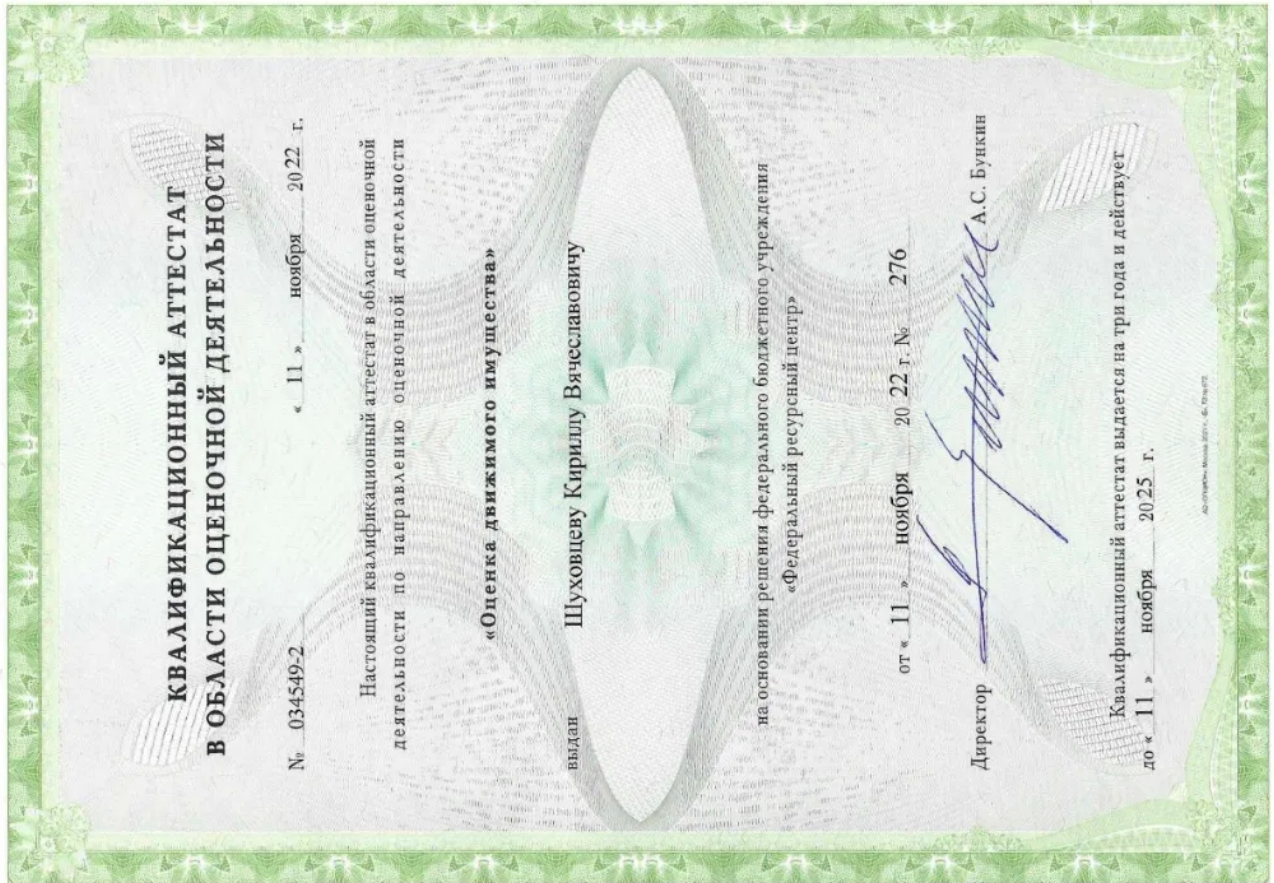 КВАЛИФИКАЦИОННЫЙ АТТЕСТАТ
В ОБЛАСТИ ОЦЕНОЧНОЙ ДЕЯТЕЛЬНОСТИ
№ 034549-2 « 11 » ноября 2022 г.
Настоящий квалификационный аттестат в области оценочной
деятельности по направлению оценочной деятельности
«Оценка движимого имущества»
выдан Шуховцеву Кириллу Вячеславовичу
на основании решения федерального бюджетного учреждения
«Федеральный ресурсный центр»
от « 11 » ноября 2022 г. № 276
Директор А.С. Бункин
Квалификационный аттестат выдается на три года и действует
до « 11 » ноября 2025 г.